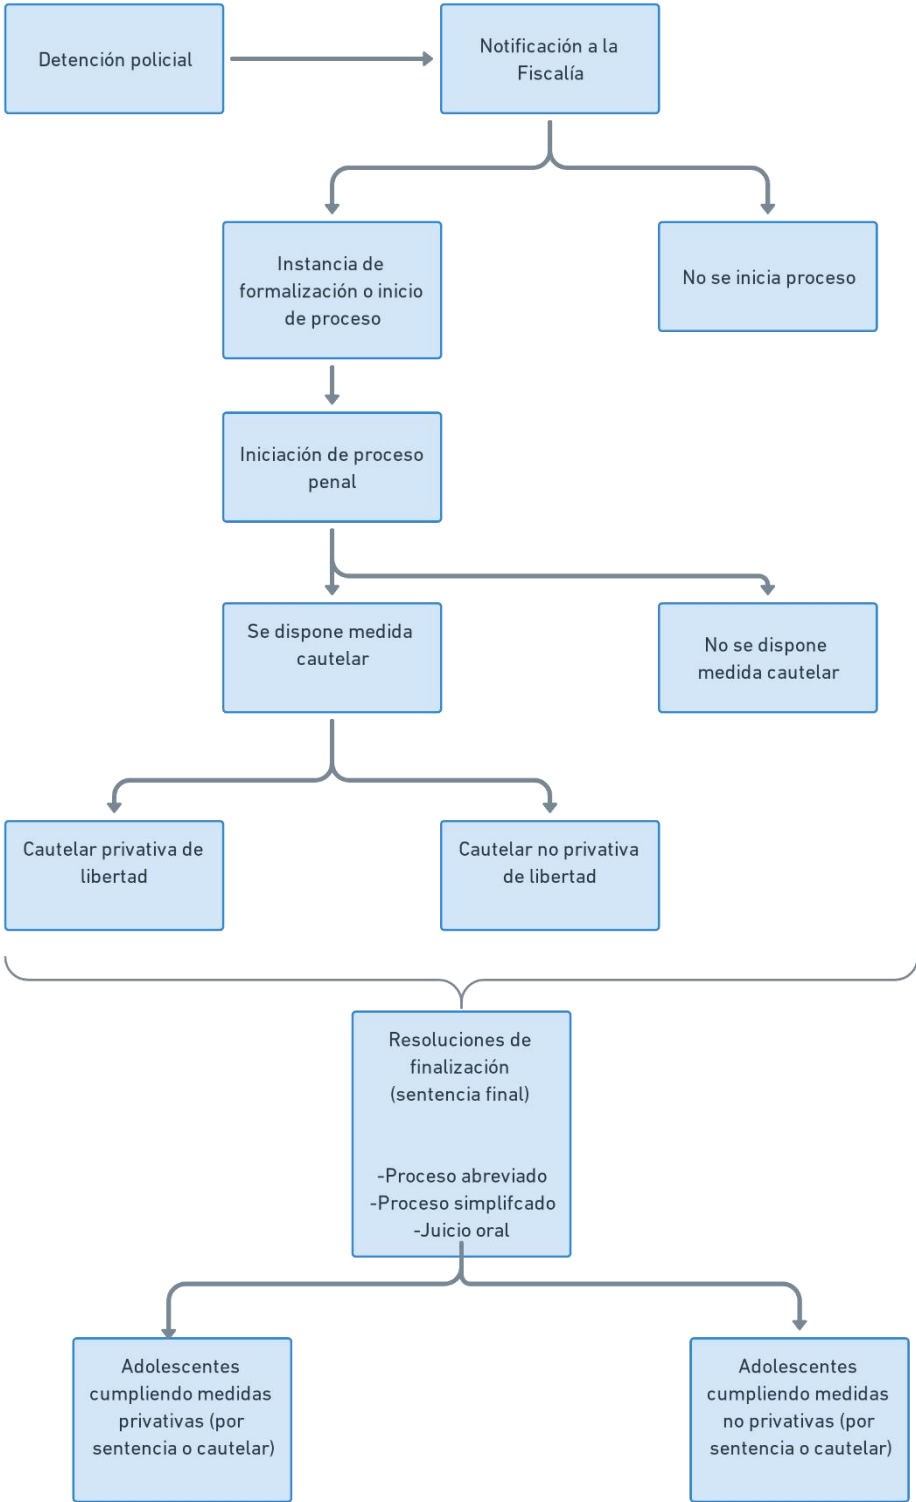 Detención policial
Notificación a la
Fiscalía
Instancia de
formalización o inicio
de proceso
No se inicia proceso
Iniciación de proceso
penal
Se dispone medida
cautelar
No se dispone
medida cautelar
Cautelar privativa de
libertad
Cautelar no privativa
de libertad
Resoluciones de
finalización
(sentencia final)
-Proceso abreviado
-Proceso simplifcado
-Juicio oral
Adolescentes
cumpliendo medidas
privativas (por
sentencia o cautelar)
Adolescentes
cumpliendo medidas
no privativas (por
sentencia o cautelar)